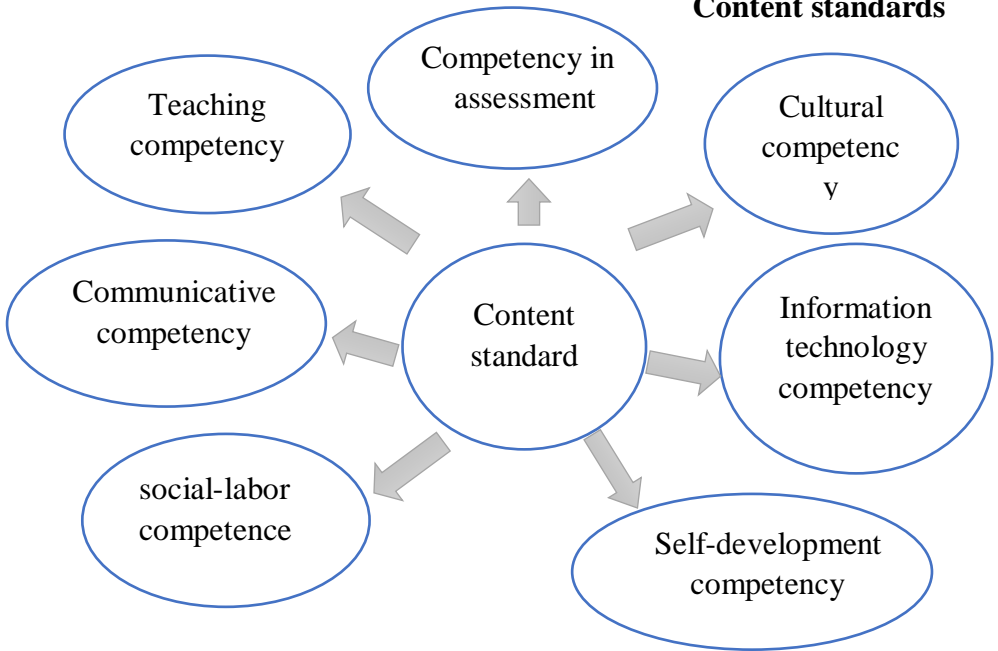 Content standards
Competency in
assessment
Teaching
competency
Cultural
competenc
y
Communicative
competency
Content
standard
Information
technology
competency
social-labor
competence
Self-development
competency